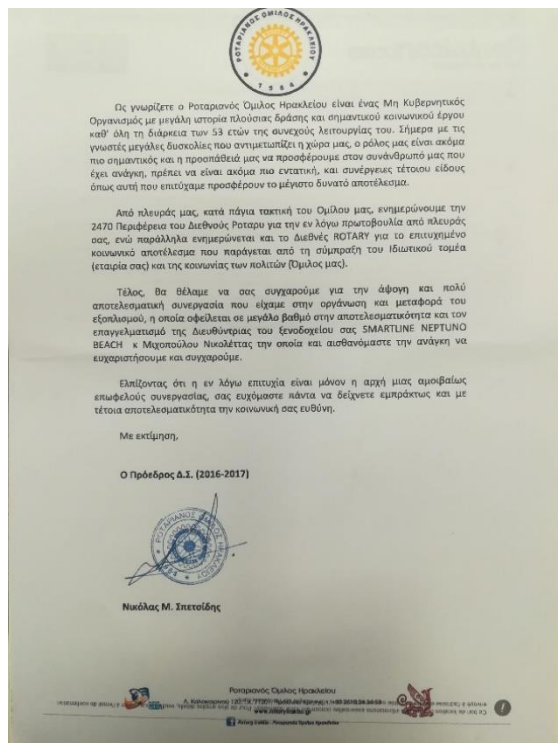 ΡΟΤΑΡΙΑΝΟΣ ΟΜΙΛΟΣ ΗΡΑΚΛΕΙΟΥ
1964
Ως γνωρίζετε ο Ροταριανός Όμιλος Ηρακλείου είναι ένας Μη Κυβερνητικός
Οργανισμός με μεγάλη ιστορία πλούσιας δράσης και σημαντικού κοινωνικού έργου
καθ' όλη τη διάρκεια των 53 ετών της συνεχούς λειτουργίας του. Σήμερα με τις
γνωστές μεγάλες δυσκολίες που αντιμετωπίζει η χώρα μας, ο ρόλος μας είναι ακόμα
πιο σημαντικός και η προσπάθειά μας να προσφέρουμε στον συνάνθρωπό μας που
έχει ανάγκη, πρέπει να είναι ακόμα πιο εντατική, και συνέργειες τέτοιου είδους
όπως αυτή που επιτύχαμε προσφέρουν το μέγιστο δυνατό αποτέλεσμα.
Από πλευράς μας, κατά πάγια τακτική του Ομίλου μας, ενημερώνουμε την
2470 Περιφέρεια του Διεθνούς Ροταρυ για την εν λόγω πρωτοβουλία από πλευράς
σας, ενώ παράλληλα ενημερώνεται και το Διεθνές ROTARY για το επιτυχημένο
κοινωνικό αποτέλεσμα που παράγεται από τη σύμπραξη του Ιδιωτικού τομέα
(εταιρία σας) και της κοινωνίας των πολιτών (Όμιλος μας).
Τέλος, θα θέλαμε να σας συγχαρούμε για την άψογη και πολύ
αποτελεσματική συνεργασία που είχαμε στην οργάνωση και μεταφορά του
εξοπλισμού, η οποία οφείλεται σε μεγάλο βαθμό στην αποτελεσματικότητα και τον
επαγγελματισμό της Διευθύντριας του ξενοδοχείου σας SMARTLINE NEPTUNO
BEACH κ Μιχοπούλου Νικολέττας την οποία και αισθανόμαστε την ανάγκη να
ευχαριστήσουμε και συγχαρούμε.
Ελπίζοντας ότι η εν λόγω επιτυχία είναι μόνον η αρχή μιας αμοιβαίως
επωφελούς συνεργασίας, σας ευχόμαστε πάντα να δείχνετε εμπράκτως και με
τέτοια αποτελεσματικότητα την κοινωνική σας ευθύνη.
Με εκτίμηση,
Ο Πρόεδρος Δ.Σ. (2016-2017)
ΡΟΤΑΡΙΑΝΟΣ ΟΜΙΛΟΣ ΗΡΑΚΛΕΙΟΥ
Νικόλας Μ. Σπετσίδης
Ροταριανός Όμιλος Ηρακλείου